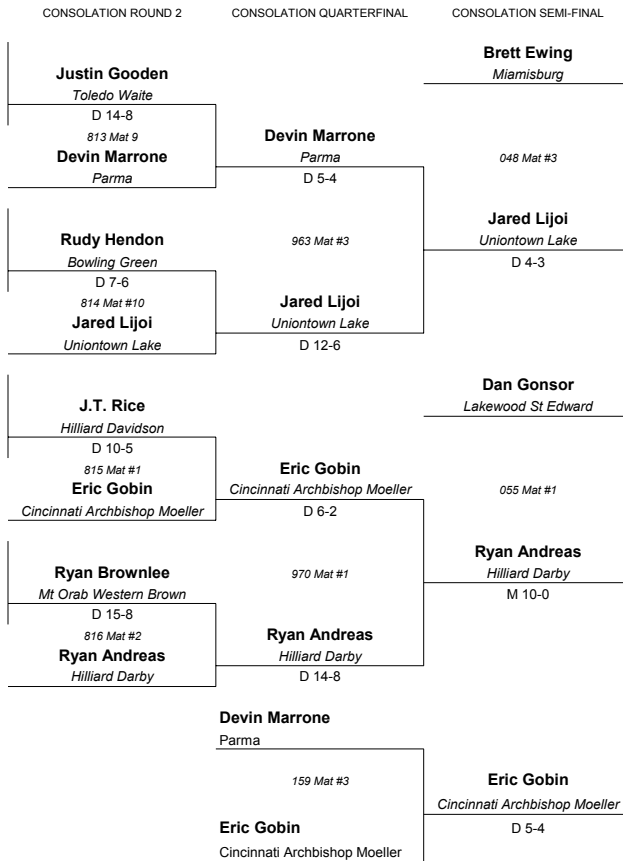 CONSOLATION ROUND 2
CONSOLATION QUARTERFINAL
CONSOLATION SEMI-FINAL
Justin Gooden
Toledo Waite
D 14-8
813 Mat 9
Devin Marrone
Parma
Rudy Hendon
Bowling Green
D 7-6
814 Mat #10
Jared Lijoi
Uniontown Lake
J.T. Rice
Hilliard Davidson
D 10-5
815 Mat #1
Eric Gobin
Cincinnati Archbishop Moeller
Ryan Brownlee
Mt Orab Western Brown
D 15-8
816 Mat #2
Ryan Andreas
Hilliard Darby
Devin Marrone
Parma
D 5-4
963 Mat #3
Jared Lijoi
Uniontown Lake
D 12-6
Eric Gobin
Cincinnati Archbishop Moeller
D 6-2
970 Mat #1
Ryan Andreas
Hilliard Darby
D 14-8
Brett Ewing
Miamisburg
048 Mat #3
Jared Lijoi
Uniontown Lake
D 4-3
Dan Gonsor
Lakewood St Edward
055 Mat #1
Ryan Andreas
Hilliard Darby
M 10-0
Devin Marrone
Parma
159 Mat #3
Eric Gobin
Cincinnati Archbishop Moeller
Eric Gobin
Cincinnati Archbishop Moeller
D 5-4